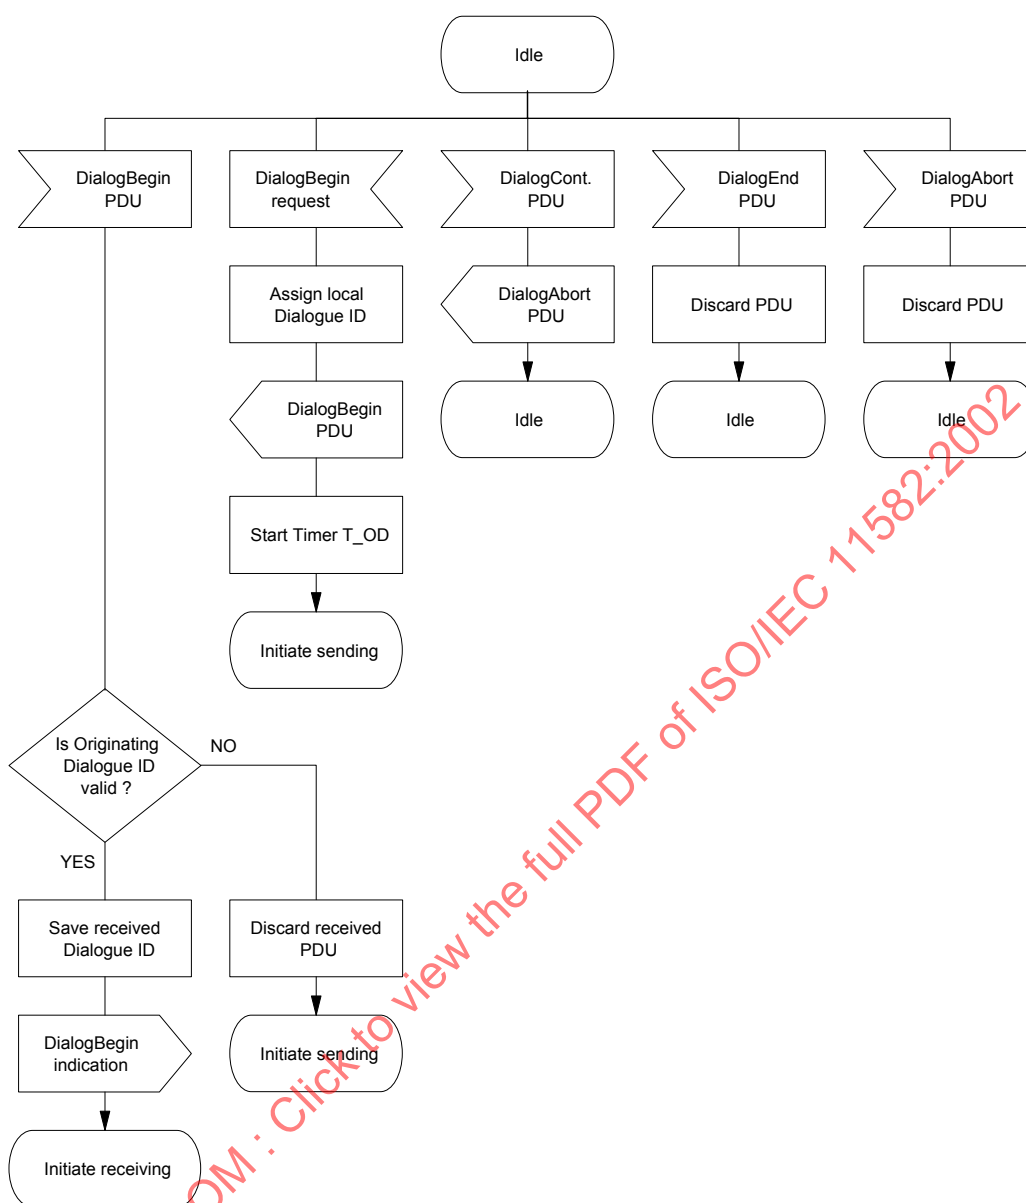 Idle
DialogBegin
PDU
DialogBegin
request
DialogCont.
PDU
DialogEnd
PDU
DialogAbort
PDU
Assign local
Dialogue ID
DialogAbort
PDU
Discard PDU
Discard PDU
DialogBegin
PDU
Idle
Idle
Idle
Start Timer T_OD
Initiate sending
Is Originating
Dialogue ID
valid ?
NO
YES
Save received
Dialogue ID
Discard received
PDU
DialogBegin
indication
Initiate sending
Initiate receiving
OM : Click to view the full PDF of ISO/IEC 11582:2002